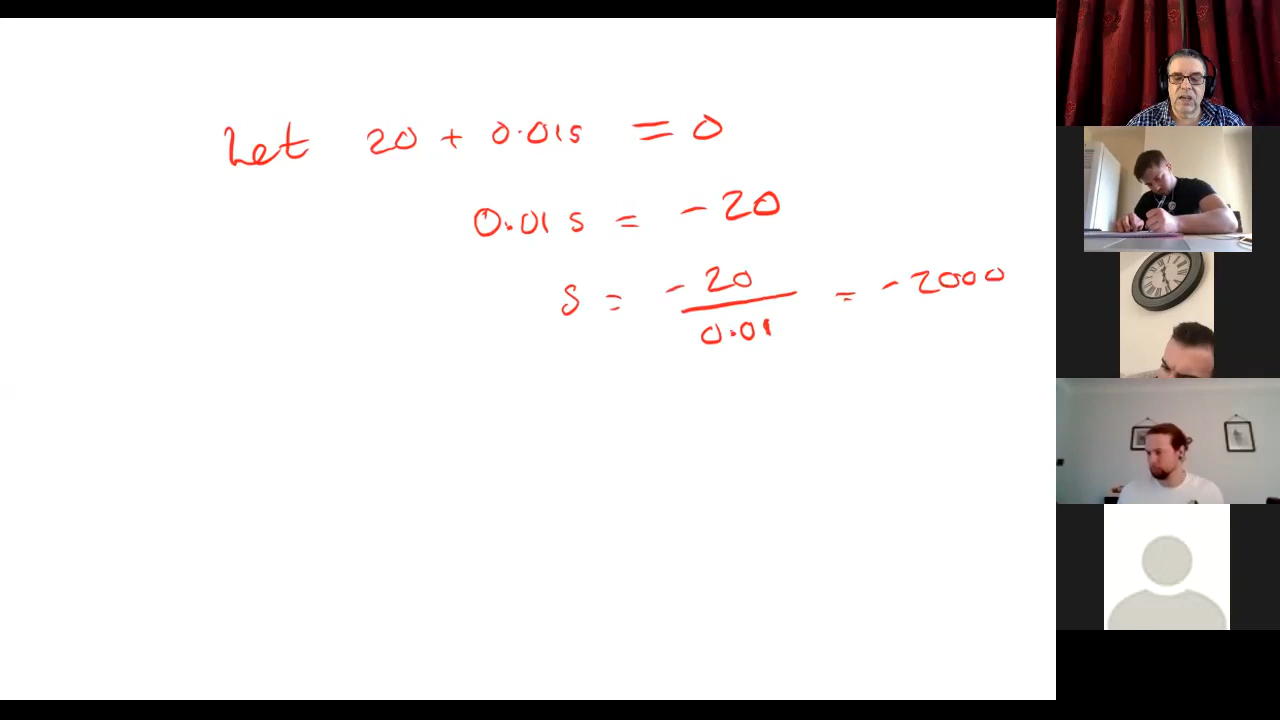 Let 20 + 0.01s = 0
0.01 s = -20
s = -20 / 0.01 = -2000